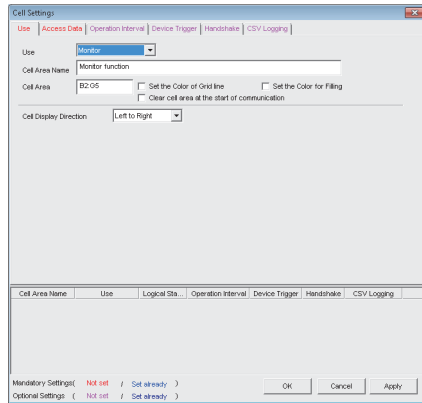 Cell Settings
Use Access Data Operation Interval Device Trigger Handshake CSV Logging
Use Monitor
Cell Area Name Monitor function
Cell Area B2:G5 Set the Color of Grid line Set the Color for Filling
Clear cell area at the start of communication
Cell Display Direction Left to Right
Cell Area Name Use Logical Sta... Operation Interval Device Trigger Handshake CSV Logging
Mandatory Settings( Not set / Set already )
OK Cancel Apply
Optional Settings ( Not set / Set already )